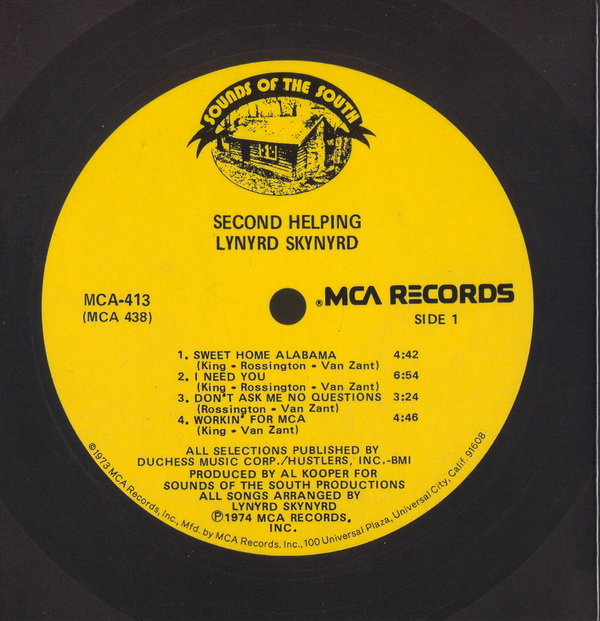 SOUNDS OF THE SOUTH
SECOND HELPING
LYNYRD SKYNYRD
MCA-413
(MCA 438)
®MCA RECORDS
SIDE 1
1. SWEET HOME ALABAMA 4:42
(King - Rossington - Van Zant)
2. I NEED YOU 6:54
(King - Rossington - Van Zant)
3. DON'T ASK ME NO QUESTIONS 3:24
(Rossington - Van Zant)
4. WORKIN' FOR MCA 4:46
(King - Van Zant)
ALL SELECTIONS PUBLISHED BY
DUCHESS MUSIC CORP./HUSTLERS, INC.-BMI
PRODUCED BY AL KOOPER FOR
SOUNDS OF THE SOUTH PRODUCTIONS
ALL SONGS ARRANGED BY
LYNYRD SKYNYRD
℗1974 MCA RECORDS,
INC.
©1973 MCA Records, Inc., Mfd. by MCA Records, Inc., 100 Universal Plaza, Universal City, Calif. 91608